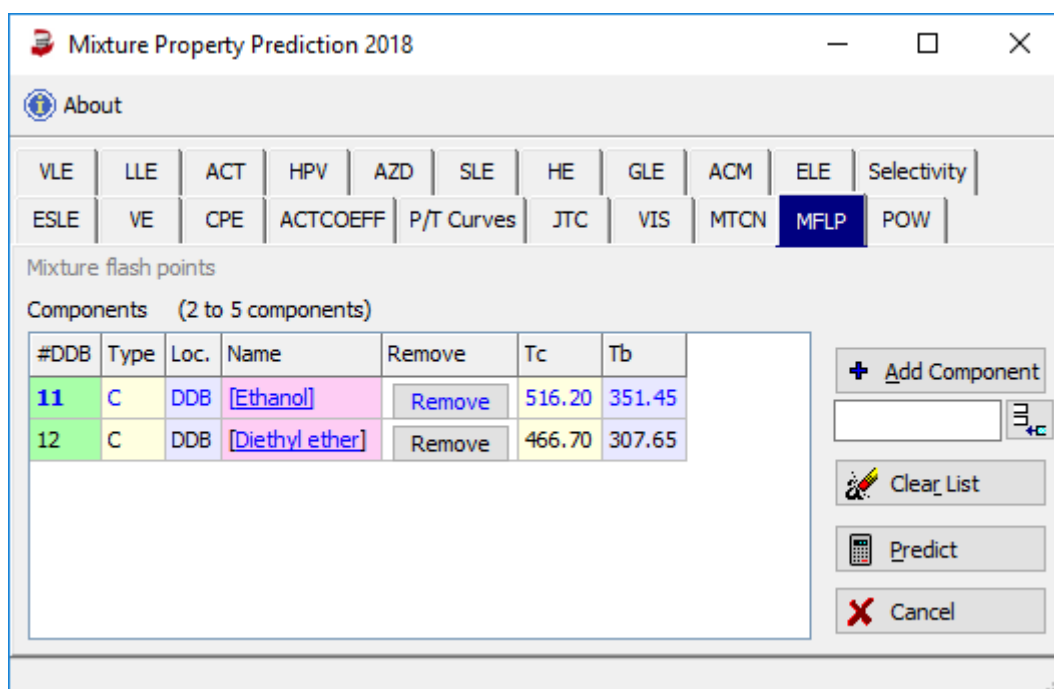 Mixture Property Prediction 2018
About
VLE LLE ACT HPV AZD SLE HE GLE ACM ELE Selectivity
ESLE VE CPE ACTCOEFF P/T Curves JTC VIS MTCN MFLP POW
Mixture flash points
Components (2 to 5 components)
#DDB Type Loc. Name Remove Tc Tb
11 C DDB [Ethanol] Remove 516.20 351.45
12 C DDB [Diethyl ether] Remove 466.70 307.65
Add Component
Clear List
Predict
Cancel